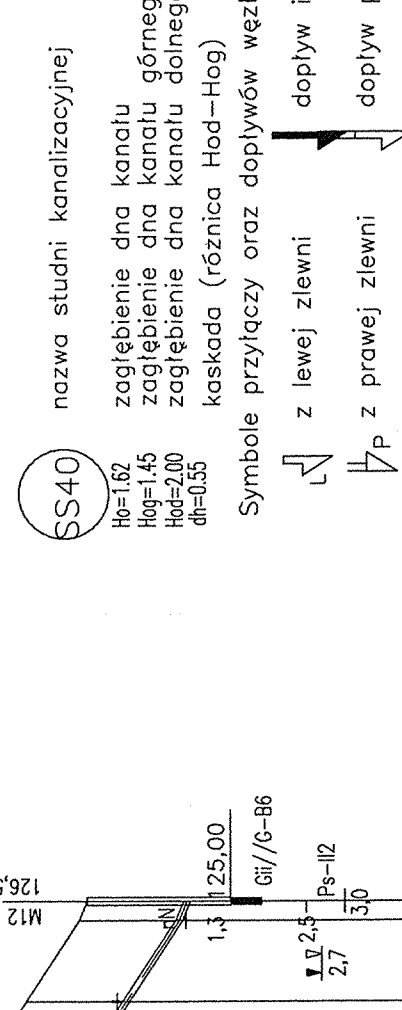 SS40
nazwa studni kanalizacyjnej
Ho=1.62 zagłębienie dna kanału
Hog=1.45 zagłębienie dna kanału górneg
Hod=2.00 zagłębienie dna kanału dolneg
dh=0.55 kaskada (różnica Hod-Hog)
Symbole przyłączy oraz dopływów węzł
L z lewej zlewni dopływ i
P z prawej zlewni dopływ
M12
126,5
125,00
Gii//G-B6
1,3
2,5
Ps-II2
2,7
3,0